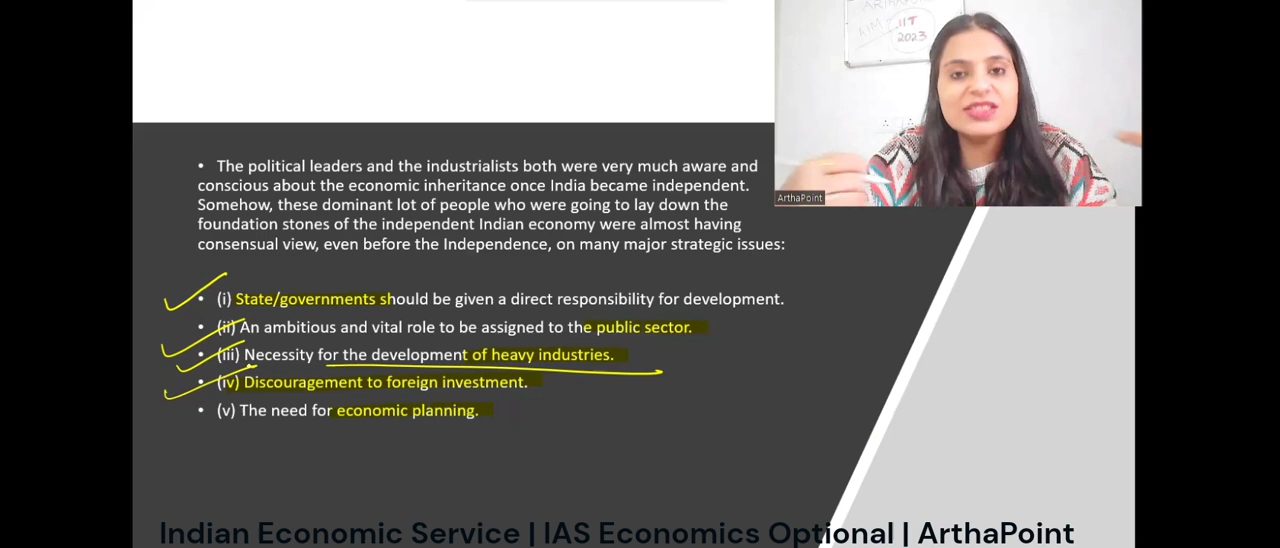 ARTHAPOINT
AIM - IIT
2023
ArthaPoint
• The political leaders and the industrialists both were very much aware and
conscious about the economic inheritance once India became independent.
Somehow, these dominant lot of people who were going to lay down the
foundation stones of the independent Indian economy were almost having
consensual view, even before the Independence, on many major strategic issues:
• (i) State/governments should be given a direct responsibility for development.
• (ii) An ambitious and vital role to be assigned to the public sector.
• (iii) Necessity for the development of heavy industries.
• (iv) Discouragement to foreign investment.
• (v) The need for economic planning.
Indian Economic Service | IAS Economics Optional | ArthaPoint